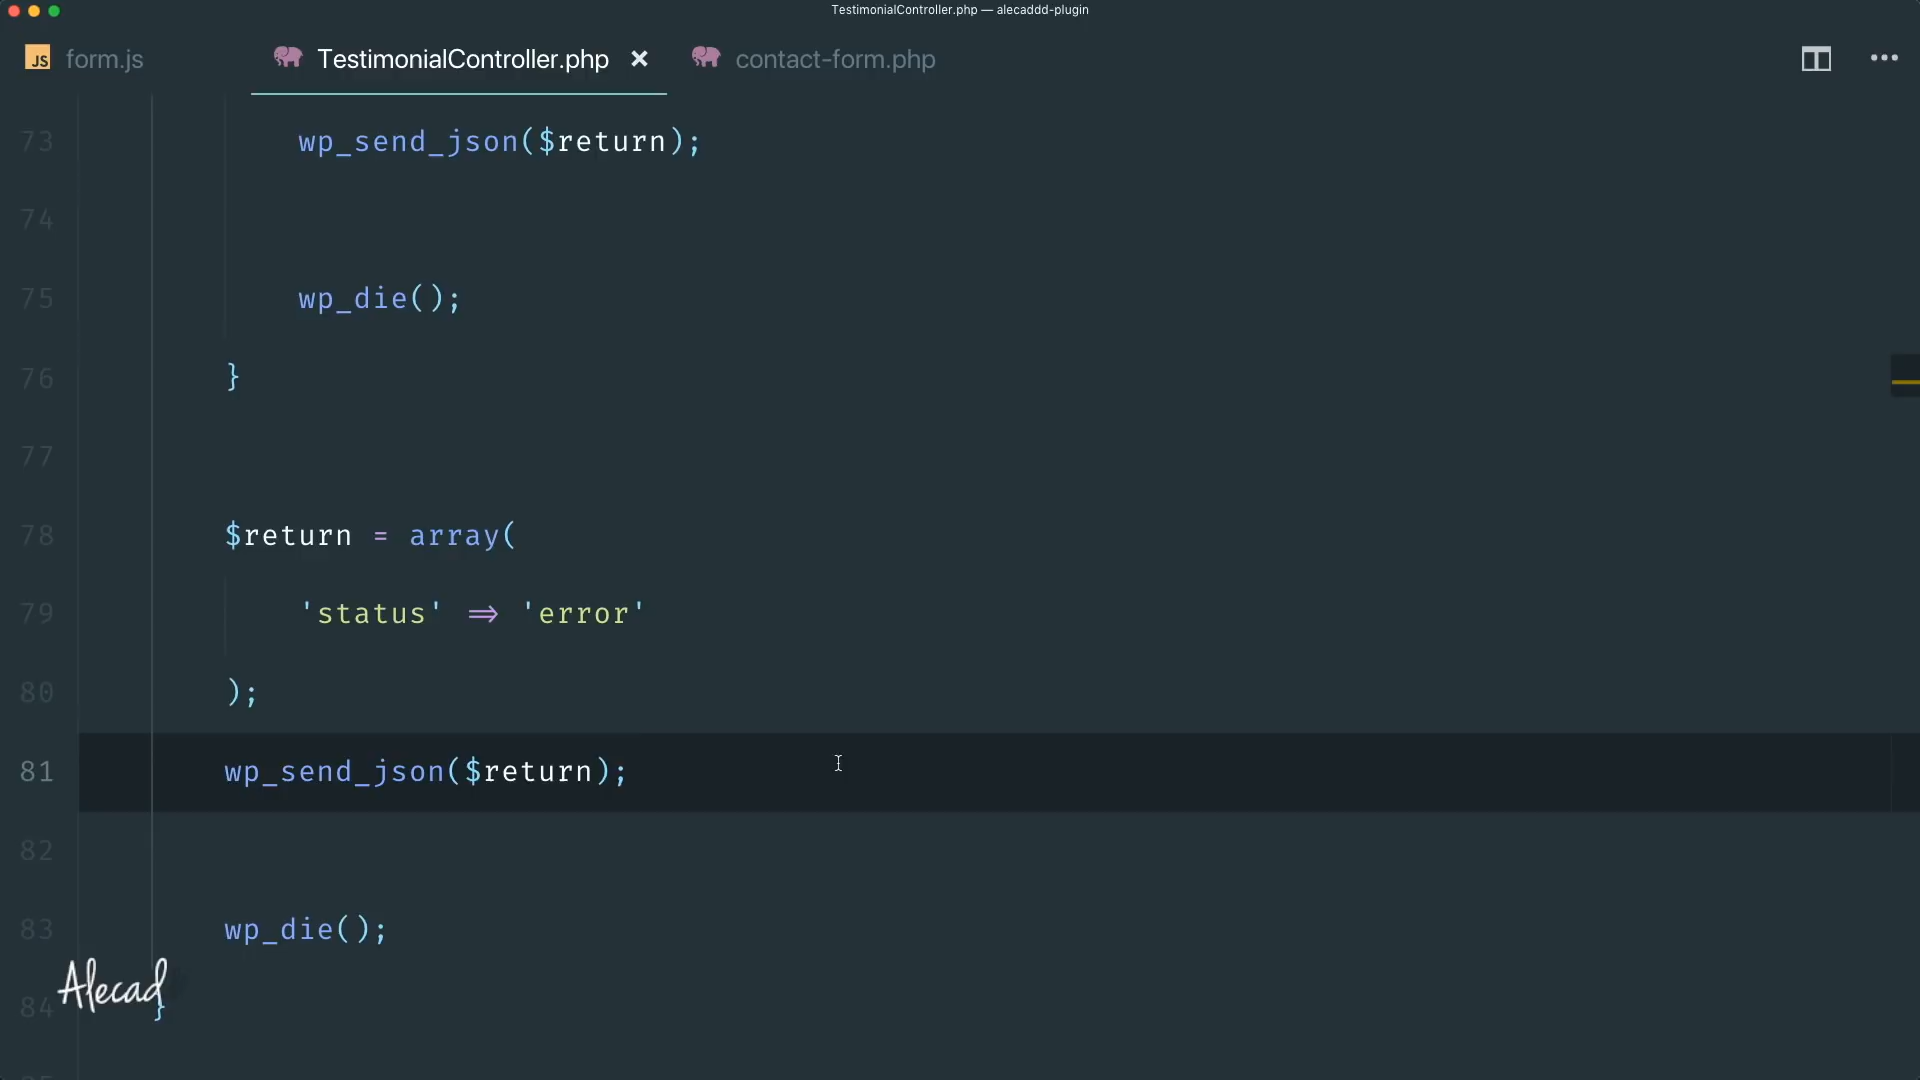 TestimonialController.php — alecaddd-plugin
JS form.js
TestimonialController.php ×
contact-form.php
73 wp_send_json($return);
74
75 wp_die();
76 }
77
78 $return = array(
79 'status' => 'error'
80 );
81 wp_send_json($return);
82
83 wp_die();
84 }
Alecad